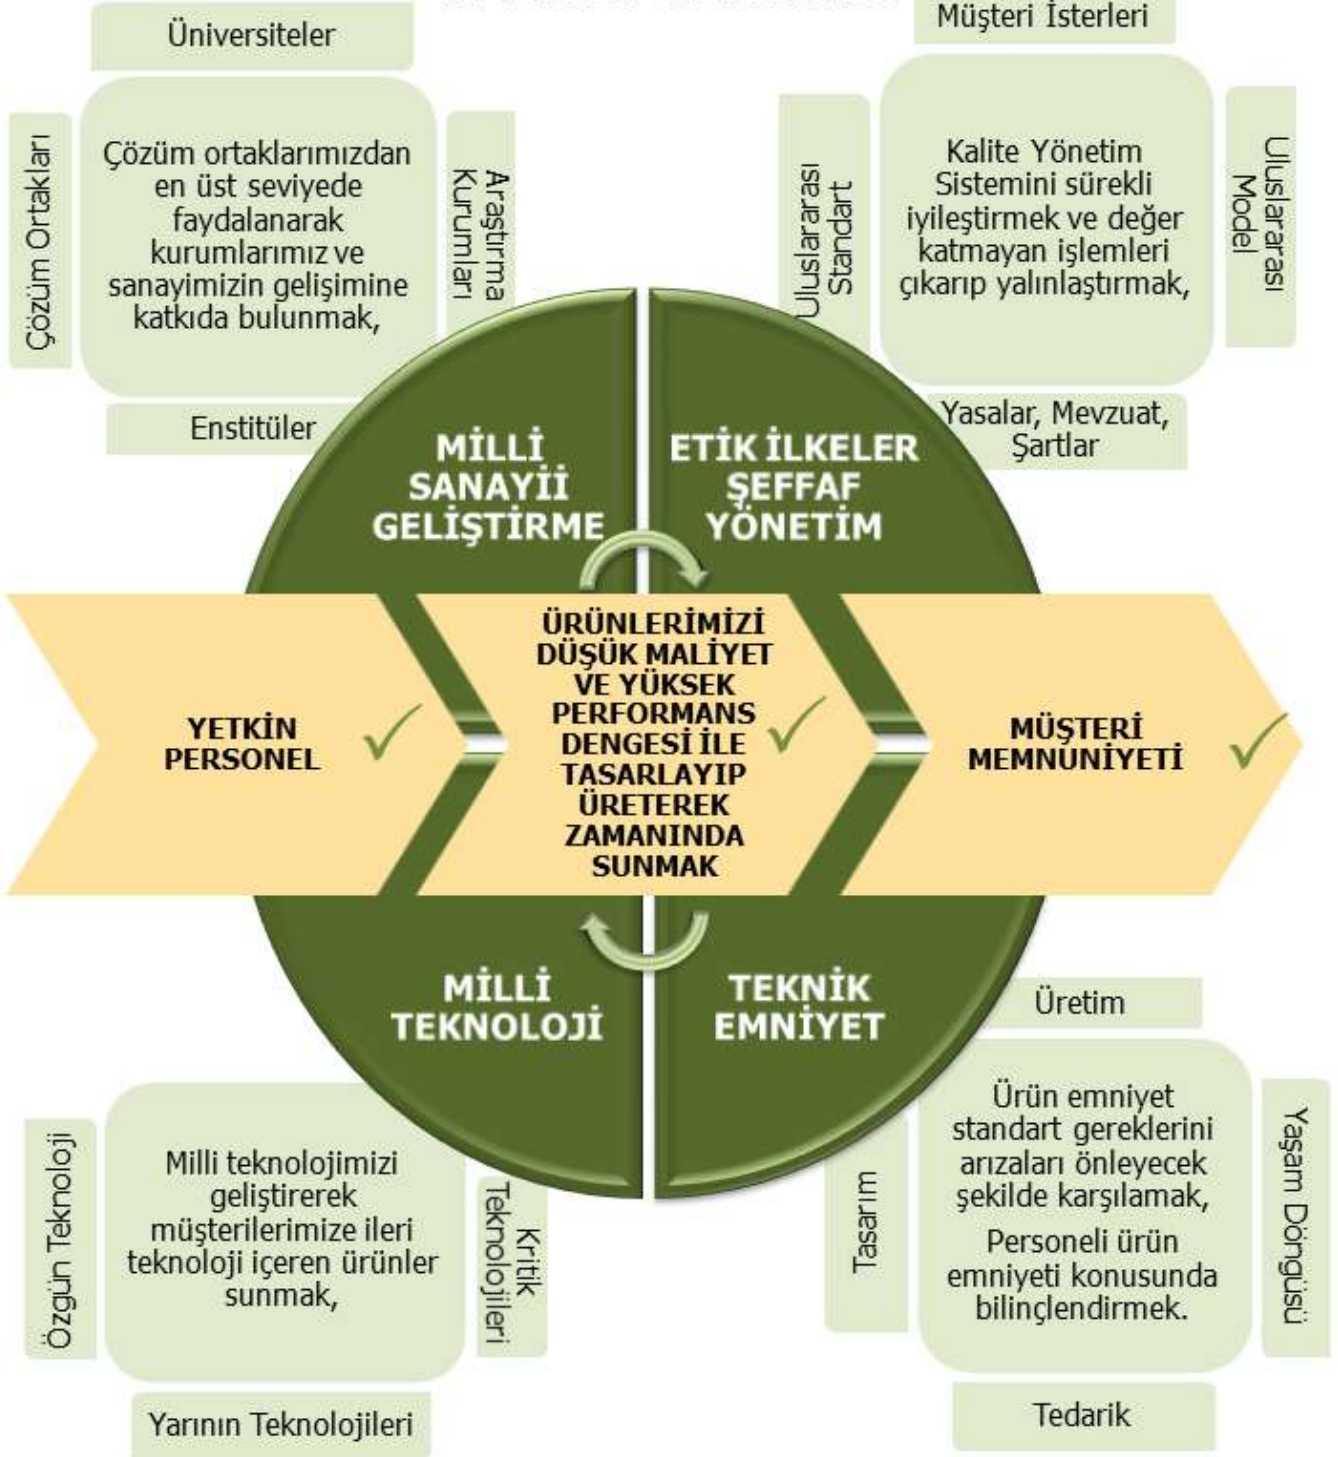 Üniversiteler
Çözüm Ortakları
Çözüm ortaklarımızdan
en üst seviyede
faydalanarak
kurumlarımız ve
sanayimizin gelişimine
katkıda bulunmak,
Araştırma
Kurumları
Enstitüler
Müşteri İsterleri
Uluslararası
Standart
Kalite Yönetim
Sistemini sürekli
iyileştirmek ve değer
katmayan işlemleri
çıkarıp yalınlaştırmak,
Uluslararası
Model
Yasalar, Mevzuat,
Şartlar
MİLLİ
SANAYİİ
GELİŞTİRME
ETİK İLKELER
ŞEFFAF
YÖNETİM
YETKİN
PERSONEL
ÜRÜNLERİMİZİ
DÜŞÜK MALİYET
VE YÜKSEK
PERFORMANS
DENGESİ İLE
TASARLAYIP
ÜRETEREK
ZAMANINDA
SUNMAK
MÜŞTERİ
MEMNUNİYETİ
MİLLİ
TEKNOLOJİ
TEKNİK
EMNİYET
Özgün Teknoloji
Milli teknolojimizi
geliştirerek
müşterilerimize ileri
teknoloji içeren ürünler
sunmak,
Kritik
Teknolojileri
Yarının Teknolojileri
Üretim
Tasarım
Ürün emniyet
standart gereklerini
arızaları önleyecek
şekilde karşılamak,
Personeli ürün
emniyeti konusunda
bilinçlendirmek.
Yaşam Döngüsü
Tedarik